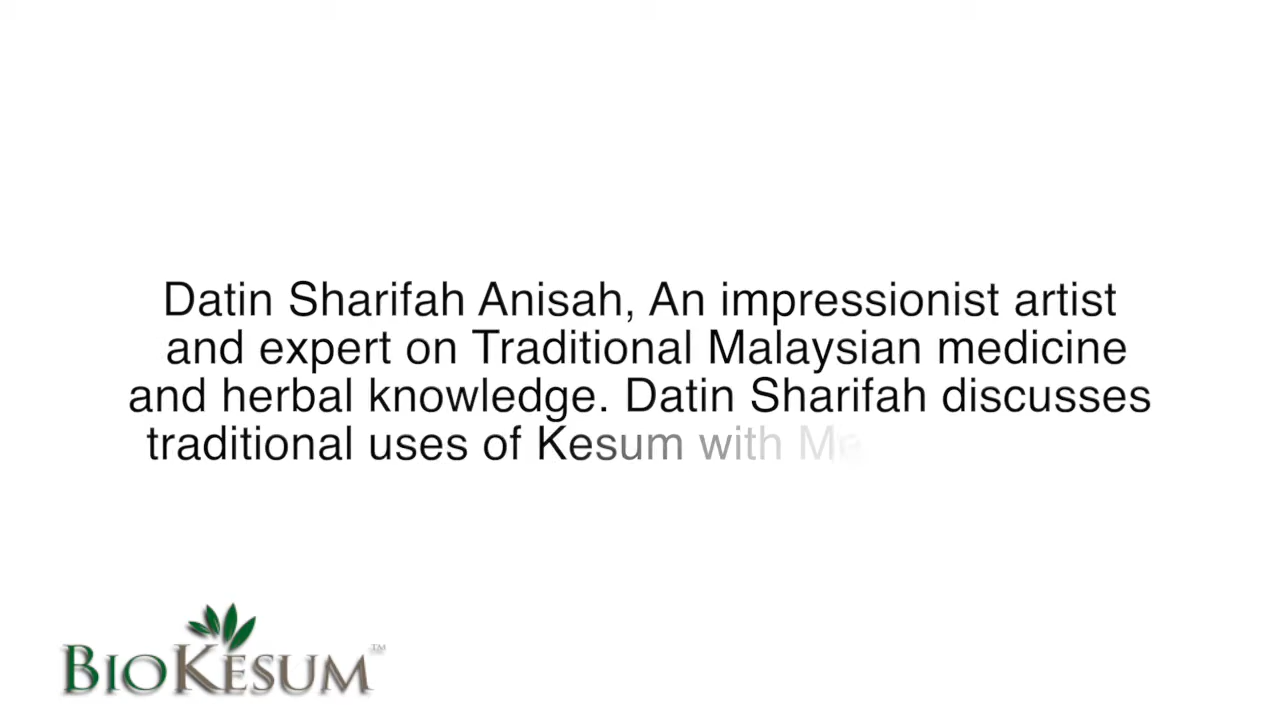 Datin Sharifah Anisah, An impressionist artist
and expert on Traditional Malaysian medicine
and herbal knowledge. Datin Sharifah discusses
traditional uses of Kesum with
BIOKESUM™